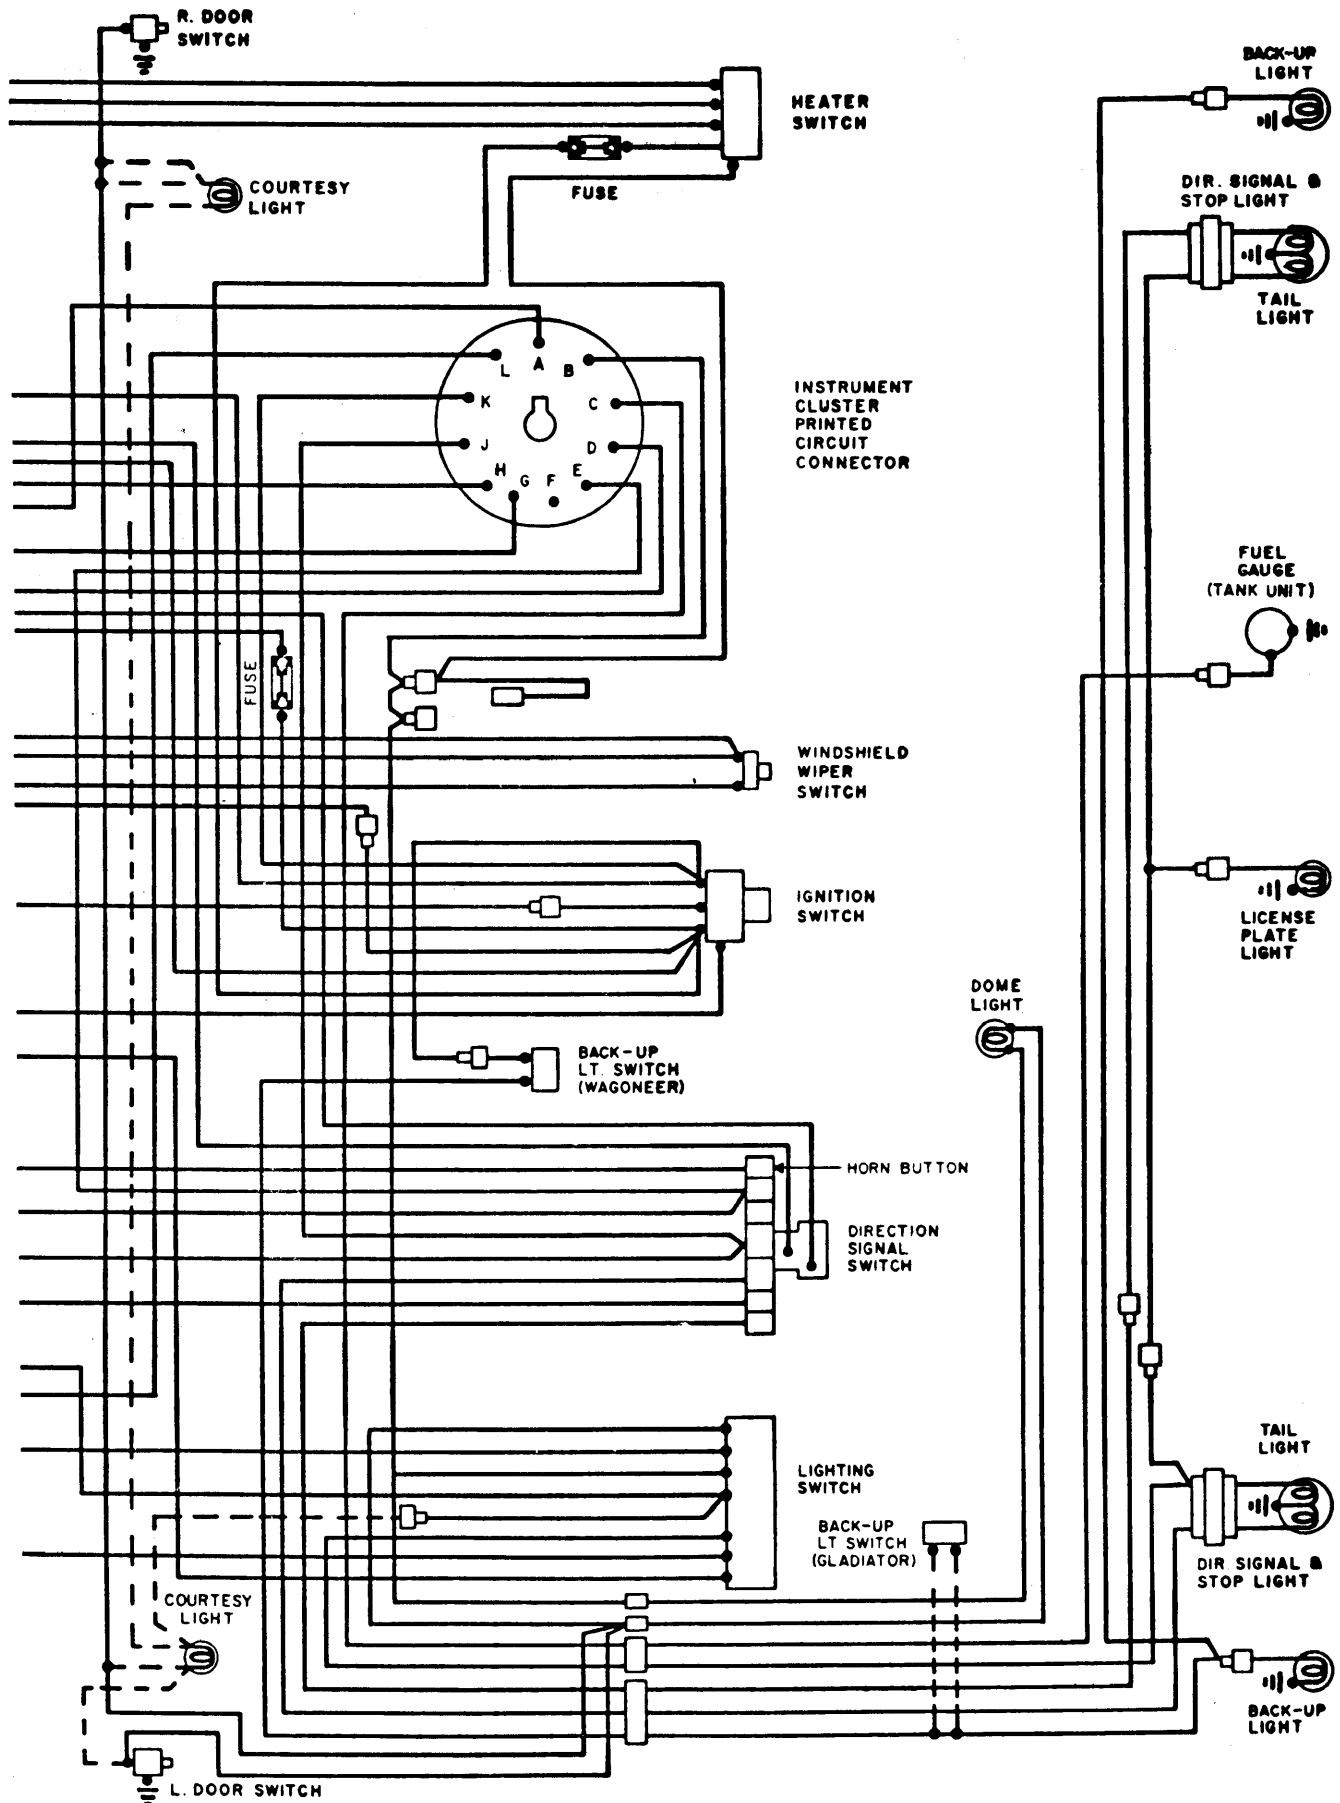 R. DOOR
SWITCH
BACK-UP
LIGHT
HEATER
SWITCH
FUSE
COURTESY
LIGHT
DIR. SIGNAL &
STOP LIGHT
TAIL
LIGHT
A
B
C
D
E
F
G
H
J
K
L
INSTRUMENT
CLUSTER
PRINTED
CIRCUIT
CONNECTOR
FUEL
GAUGE
(TANK UNIT)
FUSE
WINDSHIELD
WIPER
SWITCH
IGNITION
SWITCH
LICENSE
PLATE
LIGHT
DOME
LIGHT
BACK-UP
LT. SWITCH
(WAGONEER)
HORN BUTTON
DIRECTION
SIGNAL
SWITCH
TAIL
LIGHT
LIGHTING
SWITCH
BACK-UP
LT SWITCH
(GLADIATOR)
DIR SIGNAL &
STOP LIGHT
COURTESY
LIGHT
BACK-UP
LIGHT
L. DOOR SWITCH